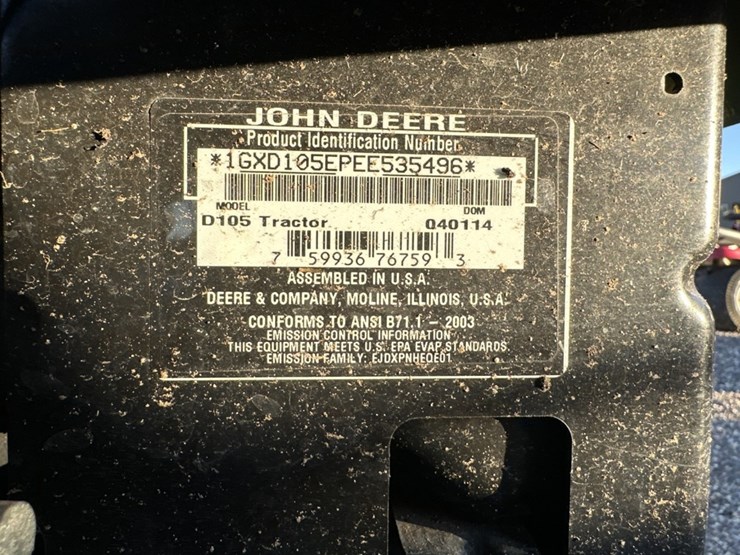 JOHN DEERE
Product Identification Number
*1GXD105EPEE535496*
MODEL DOM
D105 Tractor 040114
7 59936 76759 3
ASSEMBLED IN U.S.A.
DEERE & COMPANY, MOLINE, ILLINOIS, U.S.A.
CONFORMS TO ANSI B71.1 – 2003
EMISSION CONTROL INFORMATION
THIS EQUIPMENT MEETS U.S. EPA EVAP STANDARDS.
EMISSION FAMILY: EJDXPNHEQE01